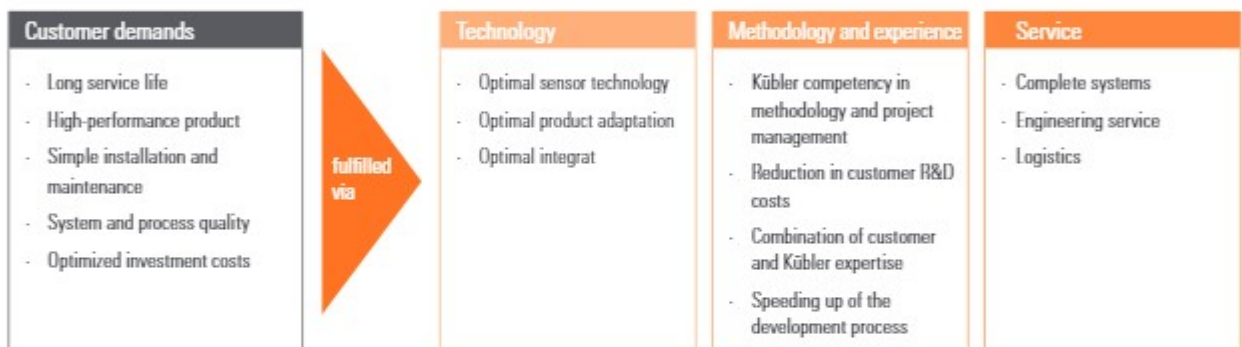 Customer demands
- Long service life
- High-performance product
- Simple installation and
maintenance
- System and process quality
- Optimized investment costs
fulfilled
via
Technology
- Optimal sensor technology
- Optimal product adaptation
- Optimal integrat
Methodology and experience
- Kübler competency in
methodology and project
management
- Reduction in customer R&D
costs
- Combination of customer
and Kübler expertise
- Speeding up of the
development process
Service
- Complete systems
- Engineering service
- Logistics